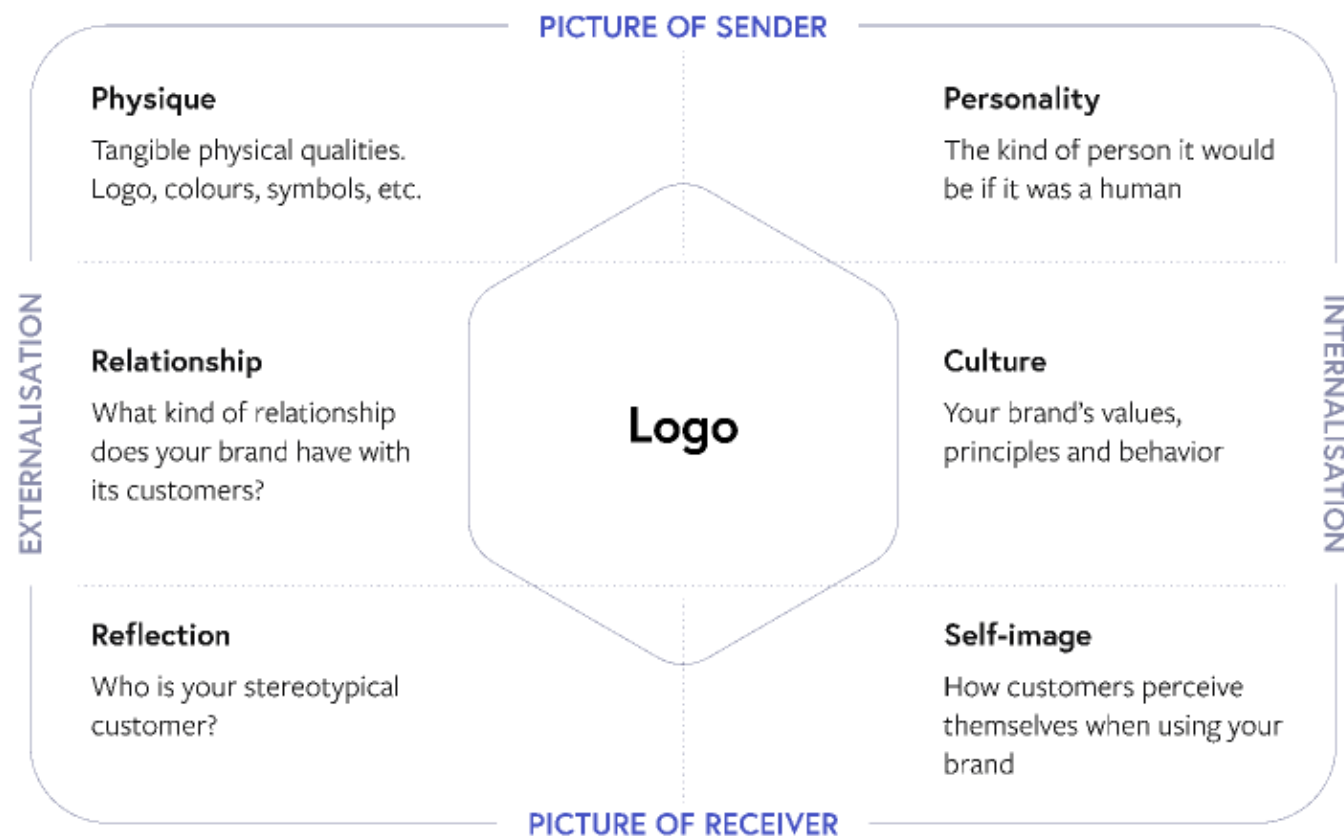 PICTURE OF SENDER
Physique
Tangible physical qualities.
Logo, colours, symbols, etc.
Personality
The kind of person it would
be if it was a human
EXTERNALISATION
Relationship
What kind of relationship
does your brand have with
its customers?
Logo
Culture
Your brand's values,
principles and behavior
INTERNALISATION
Reflection
Who is your stereotypical
customer?
Self-image
How customers perceive
themselves when using your
brand
PICTURE OF RECEIVER